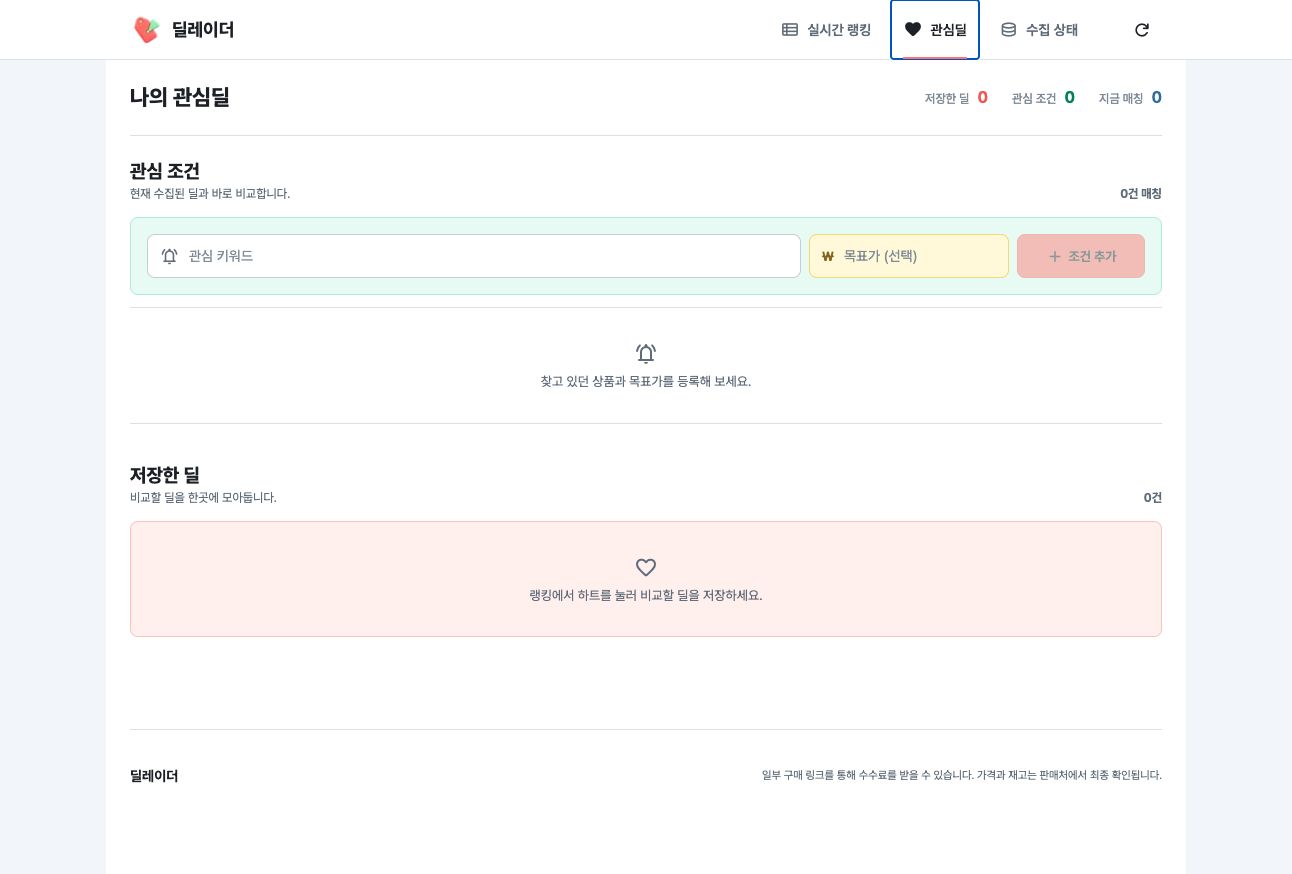 딜레이더
실시간 랭킹
관심딜
수집 상태
나의 관심딜
저장한 딜 0
관심 조건 0
지금 매칭 0
관심 조건
현재 수집된 딜과 바로 비교합니다.
0건 매칭
관심 키워드
₩ 목표가 (선택)
+ 조건 추가
찾고 있던 상품과 목표가를 등록해 보세요.
저장한 딜
비교할 딜을 한곳에 모아둡니다.
0건
랭킹에서 하트를 눌러 비교할 딜을 저장하세요.
딜레이더
일부 구매 링크를 통해 수수료를 받을 수 있습니다. 가격과 재고는 판매처에서 최종 확인됩니다.